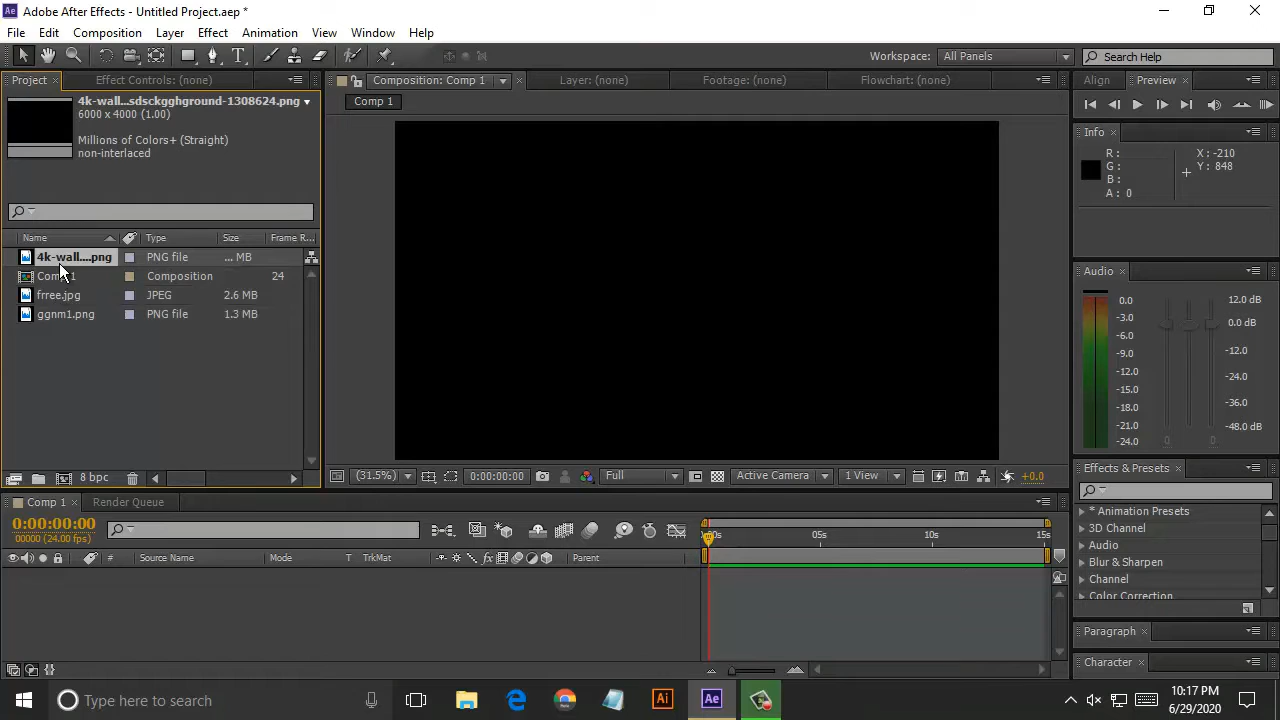 Adobe After Effects - Untitled Project.aep *
File Edit Composition Layer Effect Animation View Window Help
Workspace: All Panels
Search Help
Project
Effect Controls: (none)
Composition: Comp 1
Layer: (none)
Footage: (none)
Flowchart: (none)
Align
Preview
Comp 1
4k-wall...sdsckgghground-1308624.png
6000 x 4000 (1.00)
Millions of Colors+ (Straight)
non-interlaced
Name Type Size Frame R...
4k-wall....png PNG file ... MB
Comp 1 Composition 24
frree.jpg JPEG 2.6 MB
ggnm1.png PNG file 1.3 MB
8 bpc
(31.5%) 0:00:00:00 Full Active Camera 1 View +0.0
Info
R : X : -210
G : Y : 848
B :
A : 0
Audio
0.0 12.0 dB
-3.0 0.0 dB
-6.0
-9.0 -12.0
-12.0
-15.0 -24.0
-18.0 -36.0
-21.0
-24.0 -48.0 dB
Effects & Presets
* Animation Presets
3D Channel
Audio
Blur & Sharpen
Channel
Color Correction
Paragraph
Character
Comp 1 Render Queue
0:00:00:00
00000 (24.00 fps)
00s 05s 10s 15s
# Source Name Mode T TrkMat Parent
Type here to search
Ai
Ae
10:17 PM
6/29/2020